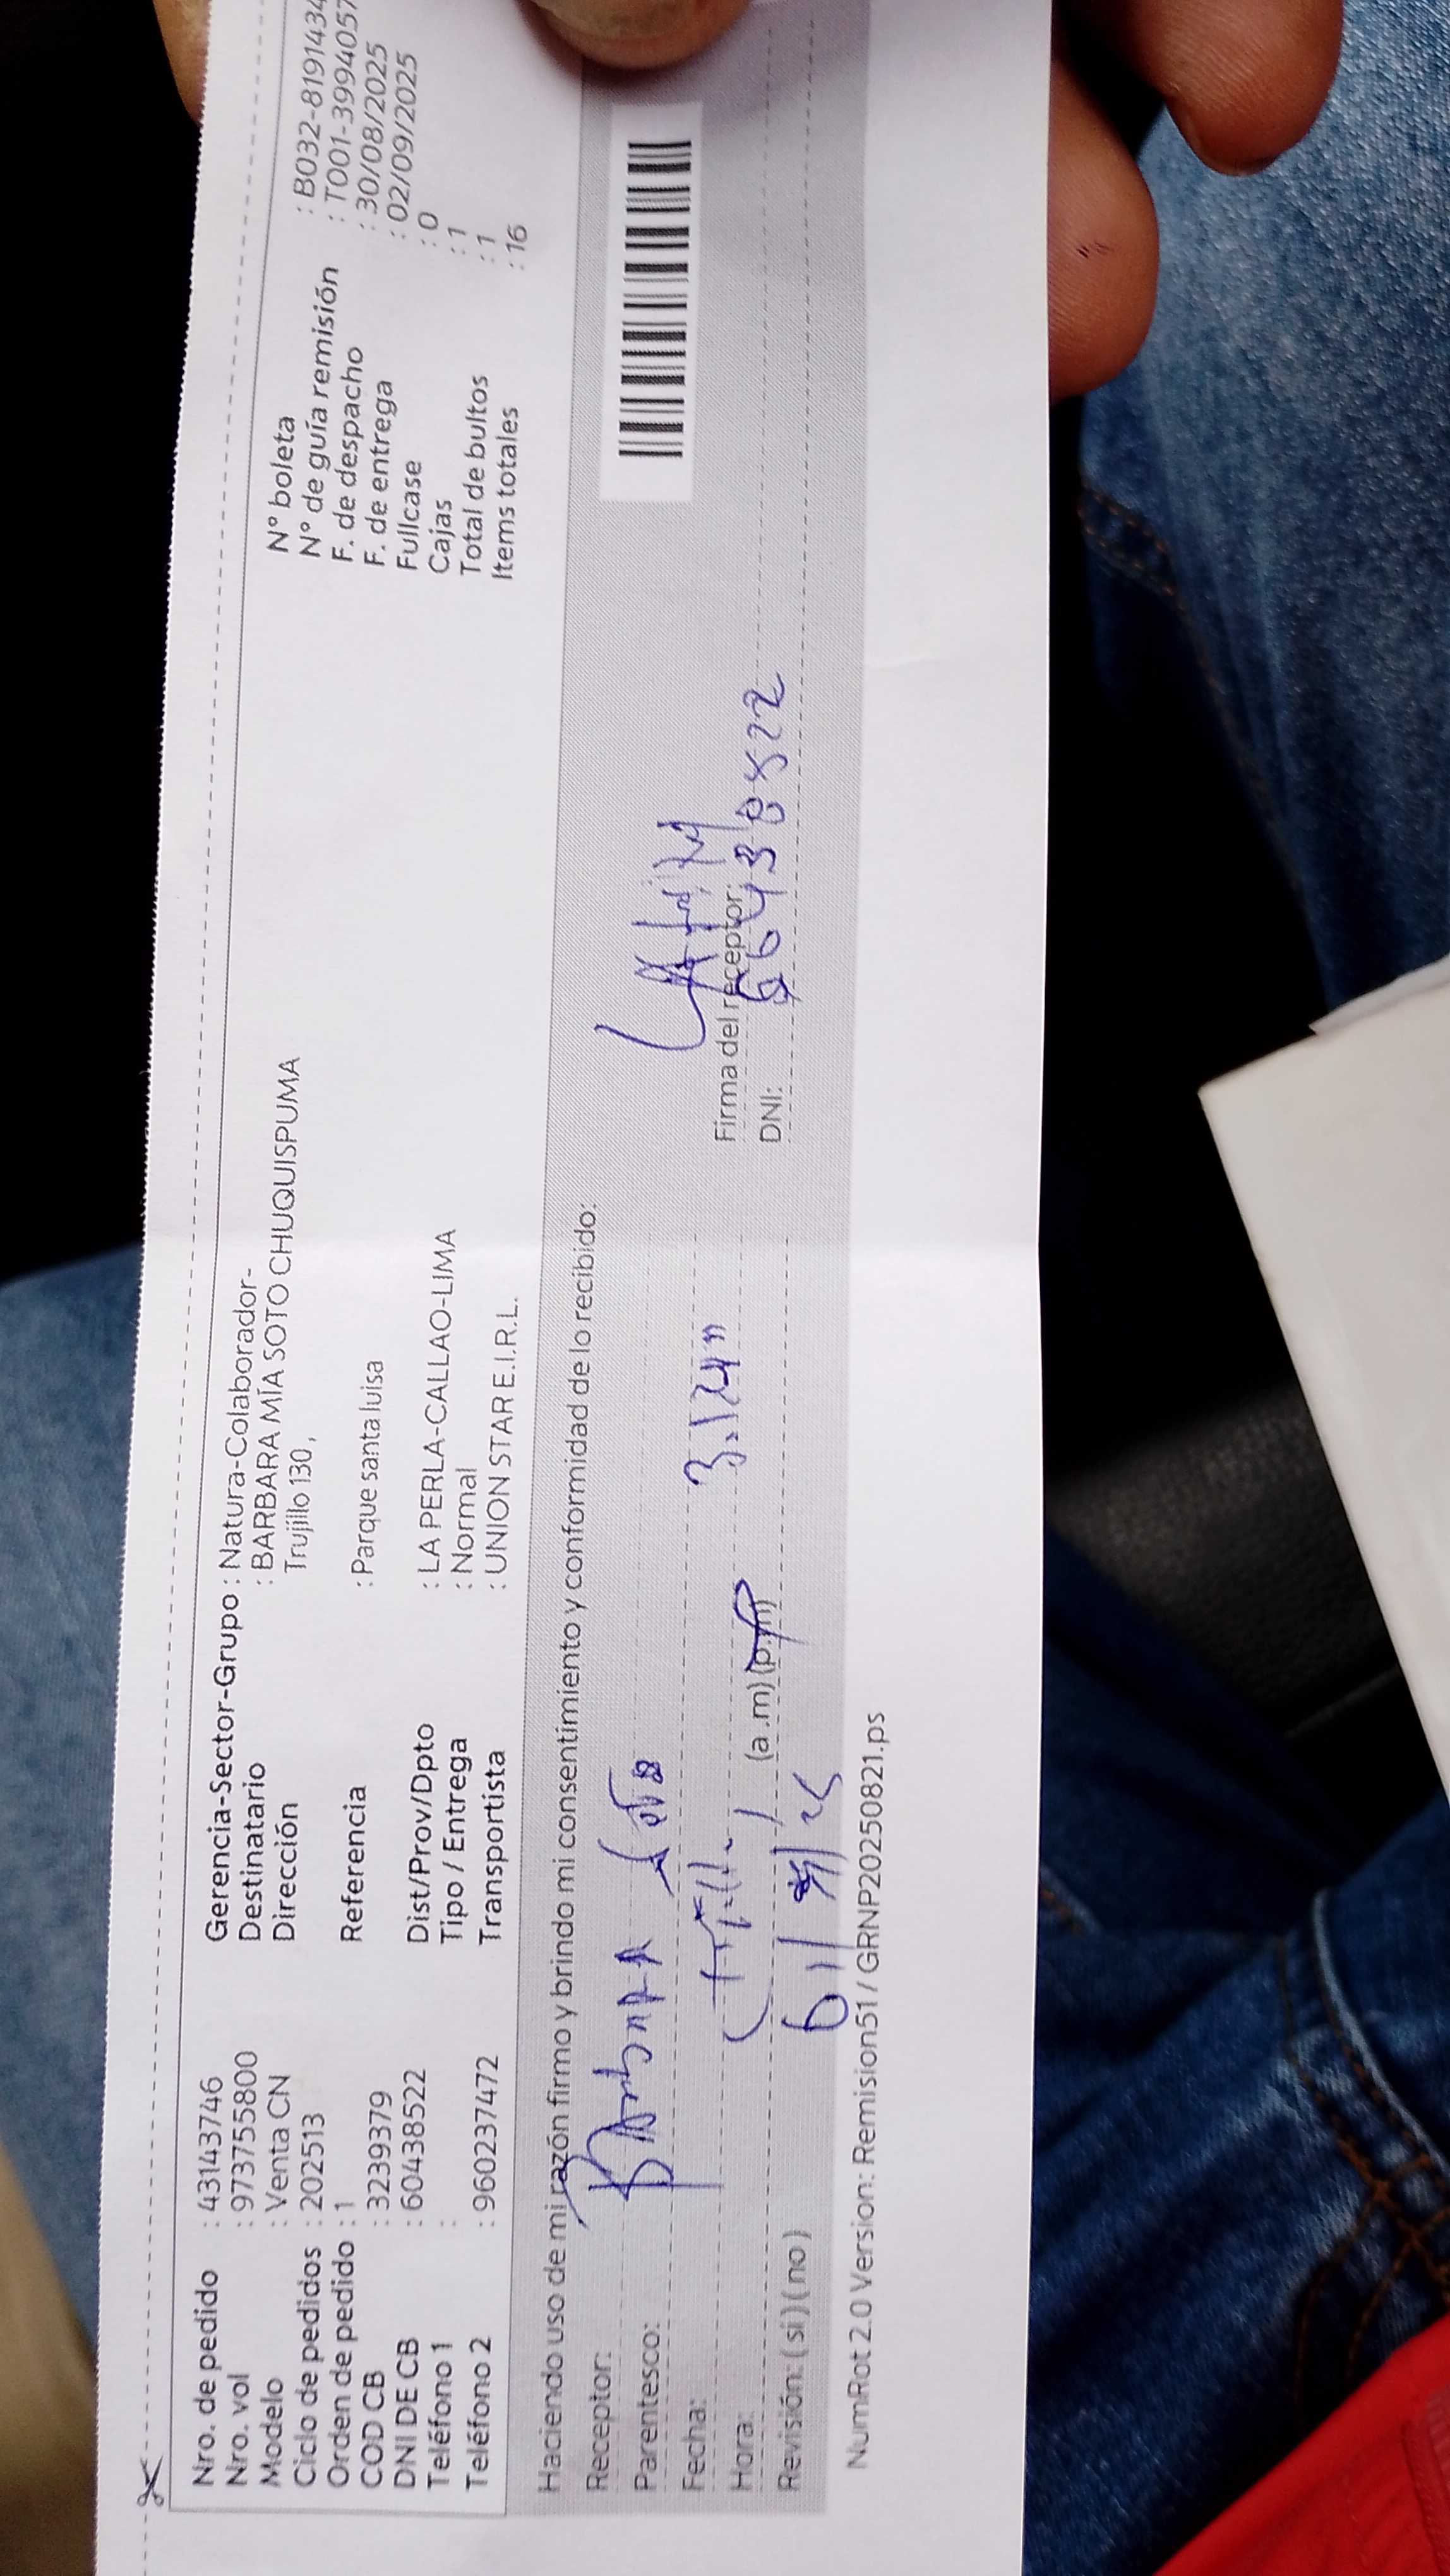 Nro. de pedido : 43143746
Nro. vol : 973755800
Modelo : Venta CN
Ciclo de pedidos : 202513
Orden de pedido : 1
COD CB : 3239379
DNI DE CB : 60438522
Teléfono 1 :
Teléfono 2 : 960237472
Gerencia-Sector-Grupo : Natura-Colaborador-
Destinatario : BARBARA MÍA SOTO CHUQUISPUMA
Dirección Trujillo 130 ,
Referencia : Parque santa luisa
Dist/Prov/Dpto : LA PERLA-CALLAO-LIMA
Tipo / Entrega : Normal
Transportista : UNION STAR E.I.R.L.
N° boleta : B032-8191434
N° de guía remisión : T001-3994057
F. de despacho : 30/08/2025
F. de entrega : 02/09/2025
Fullcase : 0
Cajas : 1
Total de bultos : 1
Items totales : 16
Haciendo uso de mi razón firmo y brindo mi consentimiento y conformidad de lo recibido:
Receptor: Barbara Soto
Parentesco:
Fecha:
Hora: (a.m) (p.m)
Revisión: ( si ) ( no )
Firma del receptor:
DNI: 60438522
NumRot 2.0 Version: Remision51 / GRNP20250821.ps